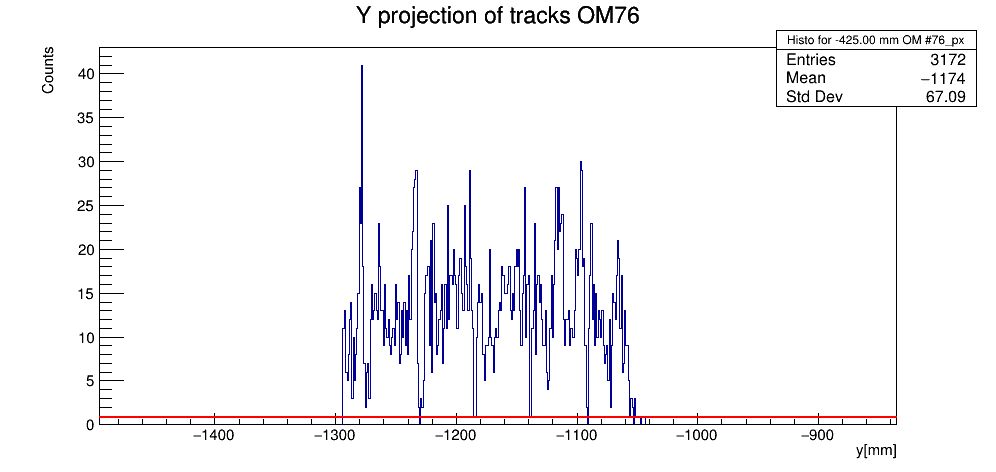 Y projection of tracks OM76
Histo for -425.00 mm OM #76_px
Entries 3172
Mean −1174
Std Dev 67.09
Counts
40
35
30
25
20
15
10
5
0
−1400 −1300 −1200 −1100 −1000 −900
y[mm]